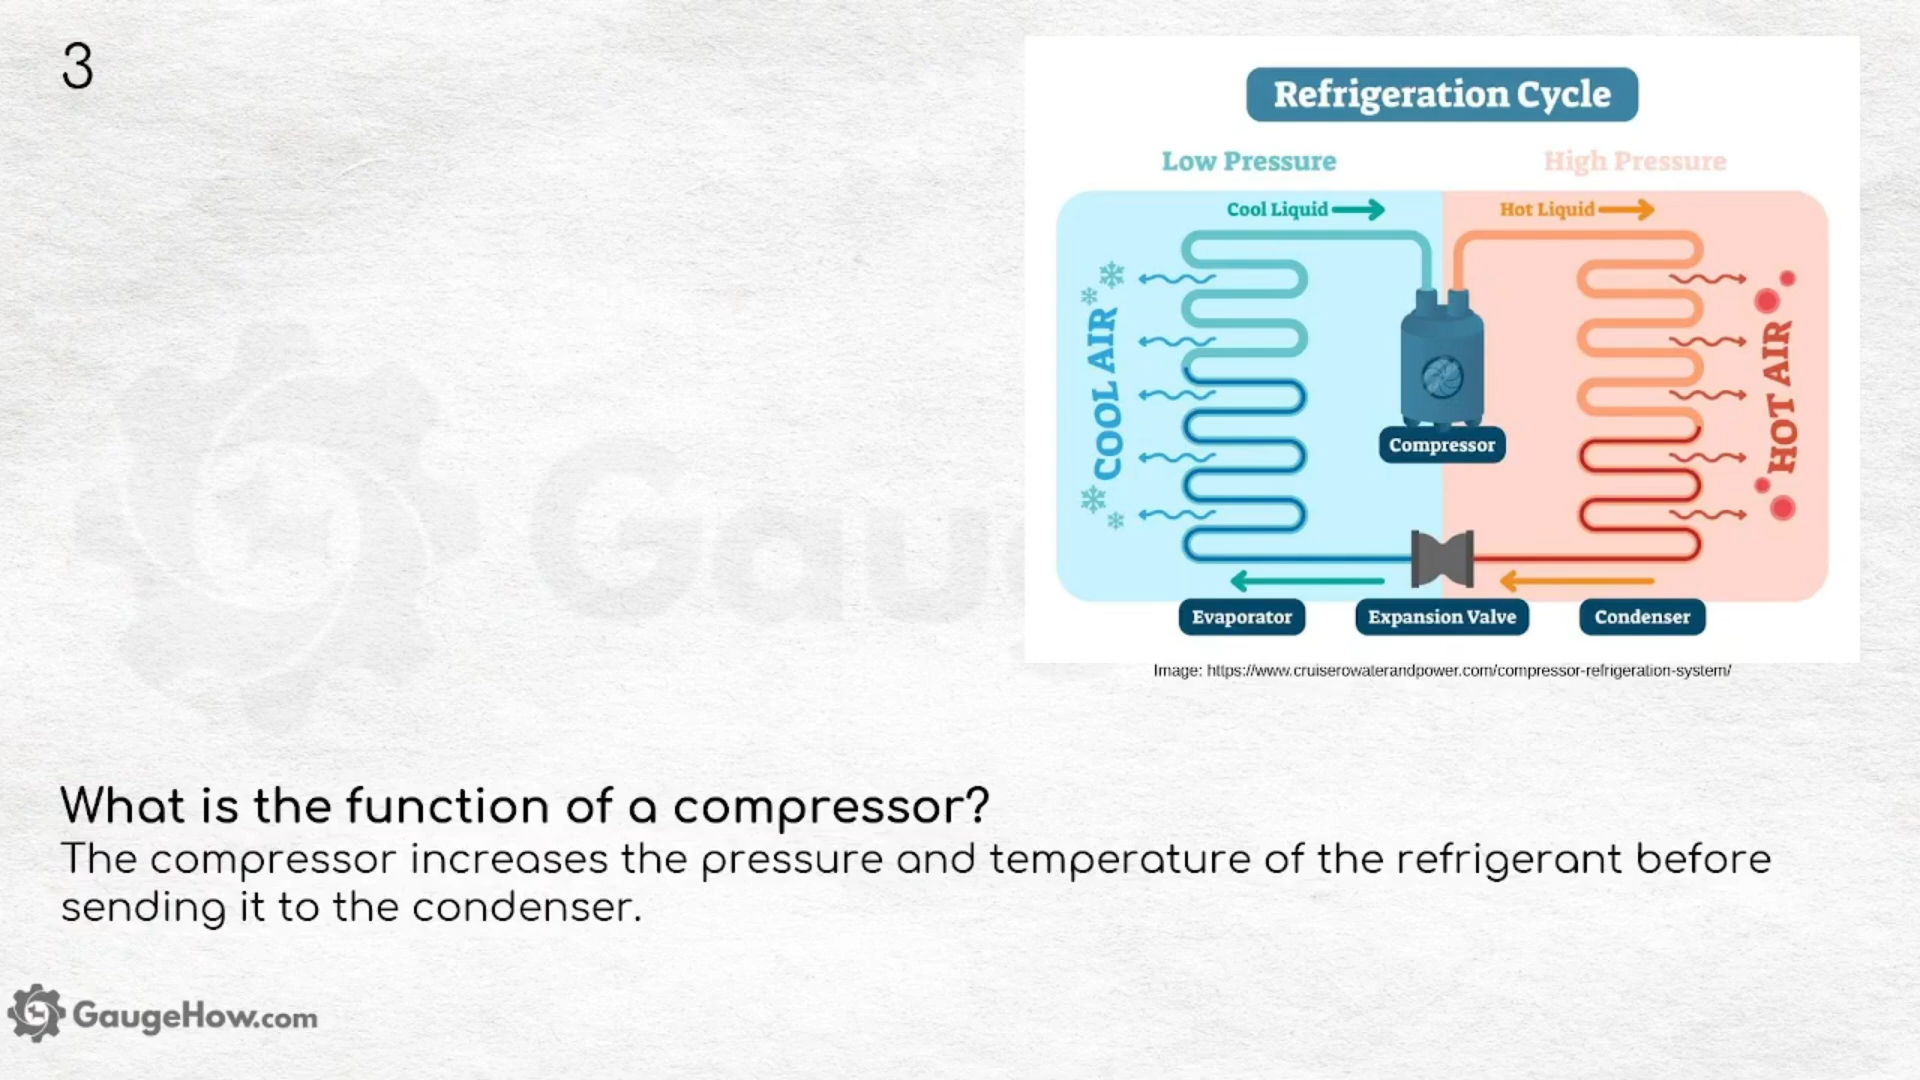 3
Refrigeration Cycle
Low Pressure
High Pressure
Cool Liquid
Hot Liquid
COOL AIR
HOT AIR
Compressor
Evaporator
Expansion Valve
Condenser
Image: https://www.cruiserowaterandpower.com/compressor-refrigeration-system/
What is the function of a compressor?
The compressor increases the pressure and temperature of the refrigerant before
sending it to the condenser.
GaugeHow.com